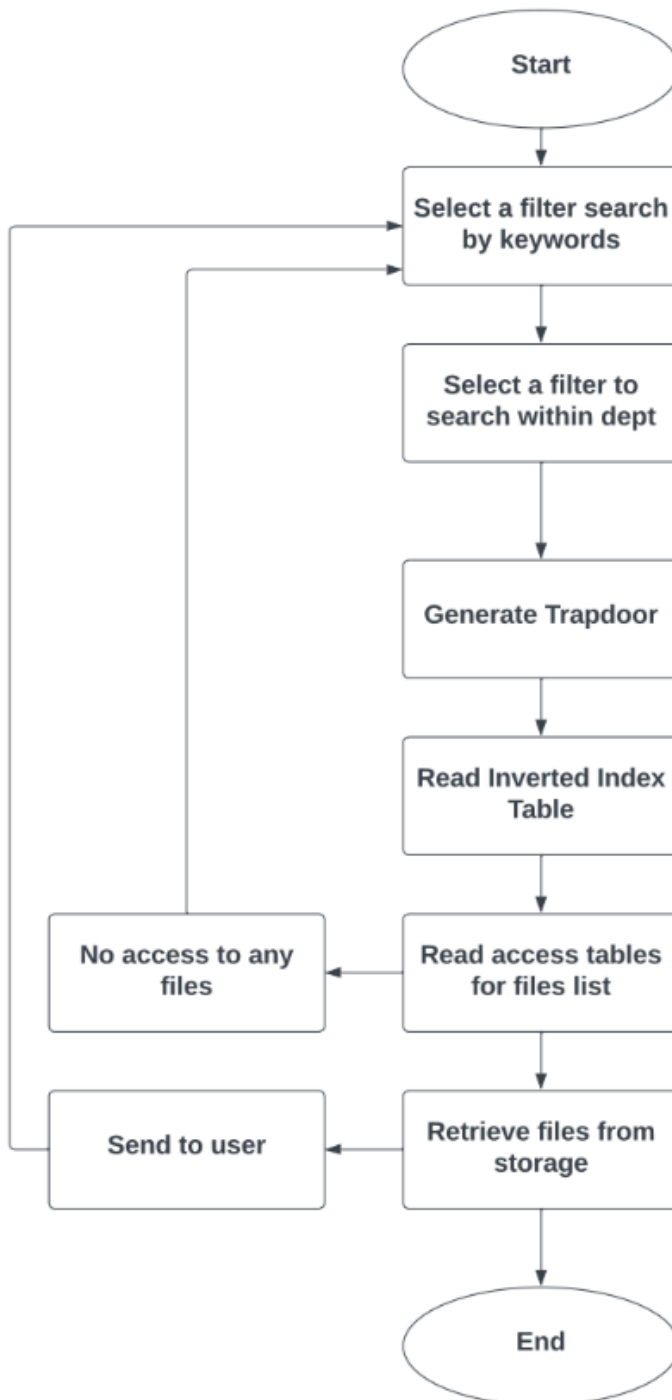 Start
Select a filter search
by keywords
Select a filter to
search within dept
Generate Trapdoor
Read Inverted Index
Table
No access to any
files
Read access tables
for files list
Send to user
Retrieve files from
storage
End